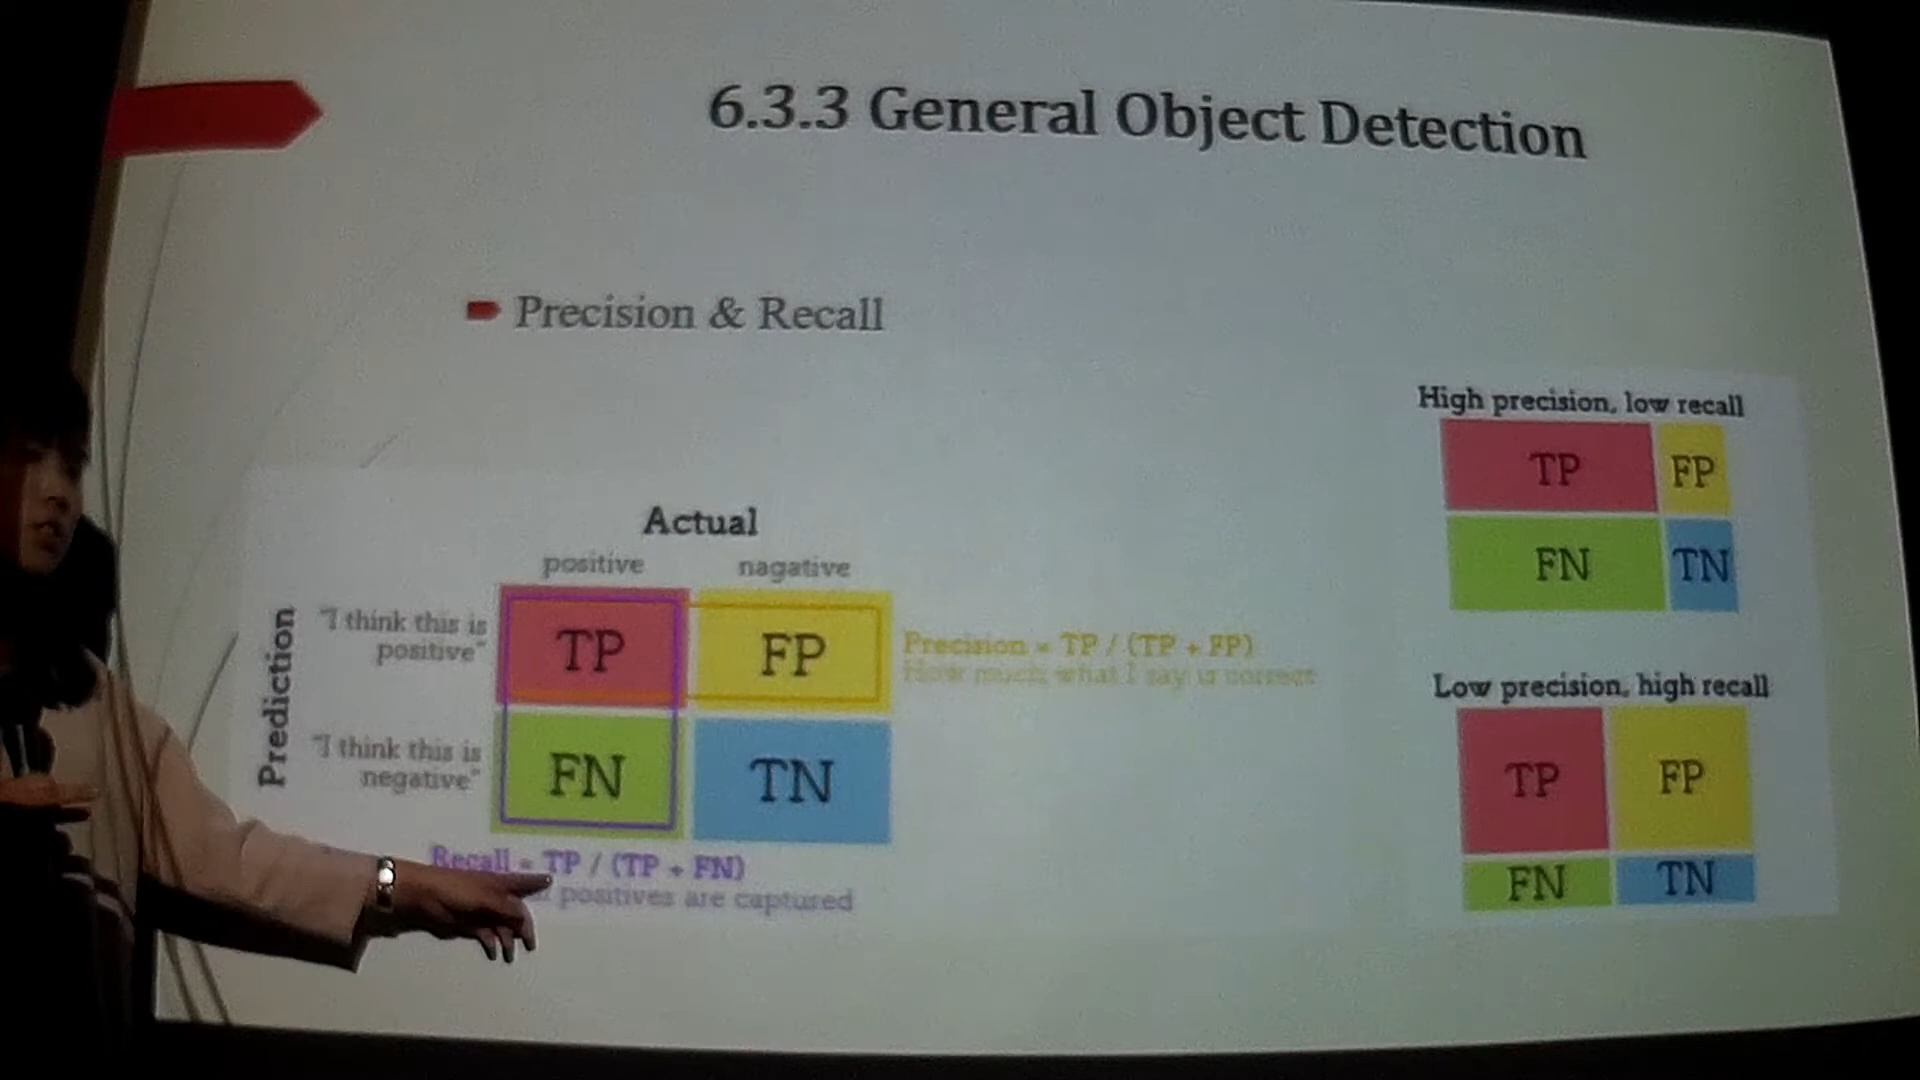 6.3.3 General Object Detection
Precision & Recall
Actual
positive nagative
Prediction
"I think this is
positive"
TP FP
Precision = TP / (TP + FP)
How much what I say is correct
"I think this is
negative"
FN TN
Recall = TP / (TP + FN)
positives are captured
High precision, low recall
TP FP
FN TN
Low precision, high recall
TP FP
FN TN